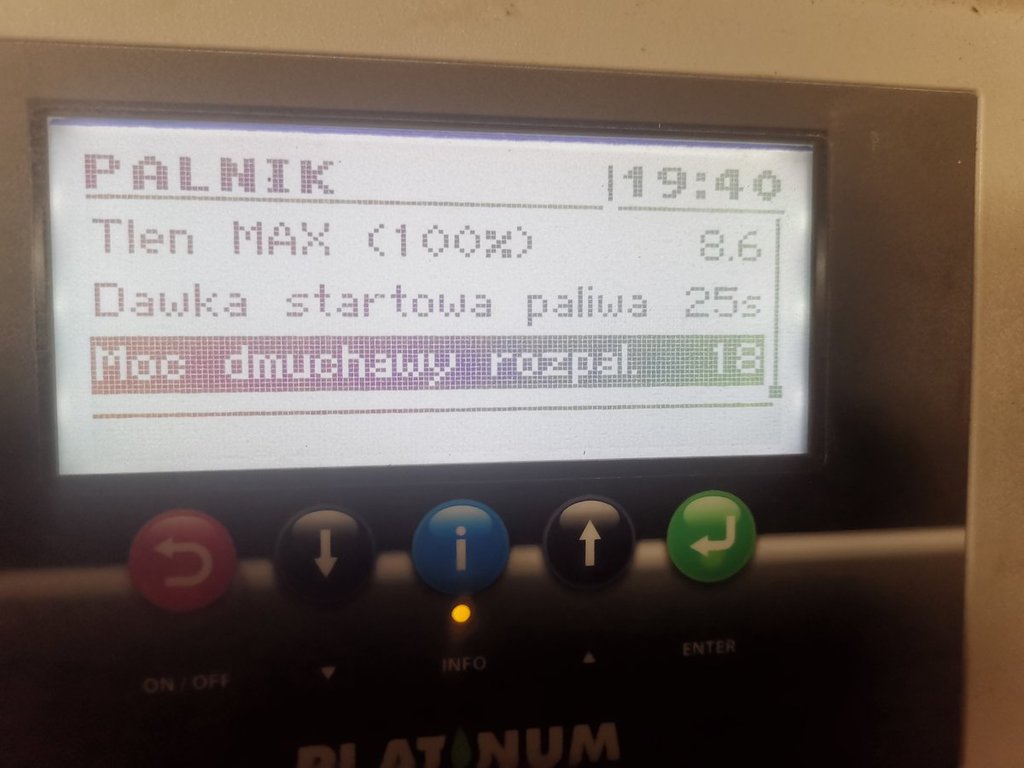 PALNIK 19:40
Tlen MAX (100%) 8.6
Dawka startowa paliwa 25s
Moc dmuchawy rozpal. 18
i
ON / OFF INFO ENTER
PLATINUM